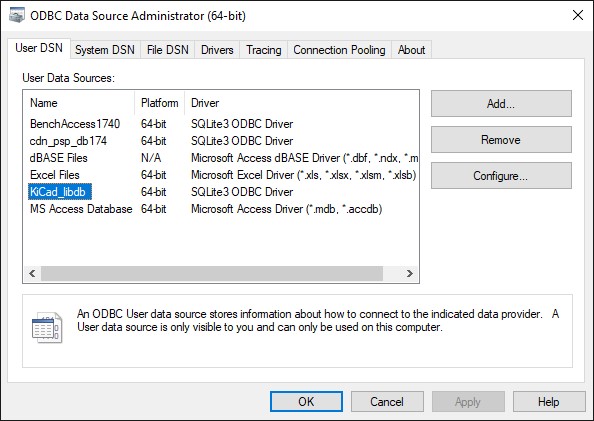 ODBC Data Source Administrator (64-bit)
User DSN System DSN File DSN Drivers Tracing Connection Pooling About
User Data Sources:
Name Platform Driver
BenchAccess1740 64-bit SQLite3 ODBC Driver
cdn_psp_db174 64-bit SQLite3 ODBC Driver
dBASE Files N/A Microsoft Access dBASE Driver (*.dbf, *.ndx, *.m
Excel Files 64-bit Microsoft Excel Driver (*.xls, *.xlsx, *.xlsm, *.xlsb)
KiCad_libdb 64-bit SQLite3 ODBC Driver
MS Access Database 64-bit Microsoft Access Driver (*.mdb, *.accdb)
Add...
Remove
Configure...
An ODBC User data source stores information about how to connect to the indicated data provider. A
User data source is only visible to you and can only be used on this computer.
OK Cancel Apply Help